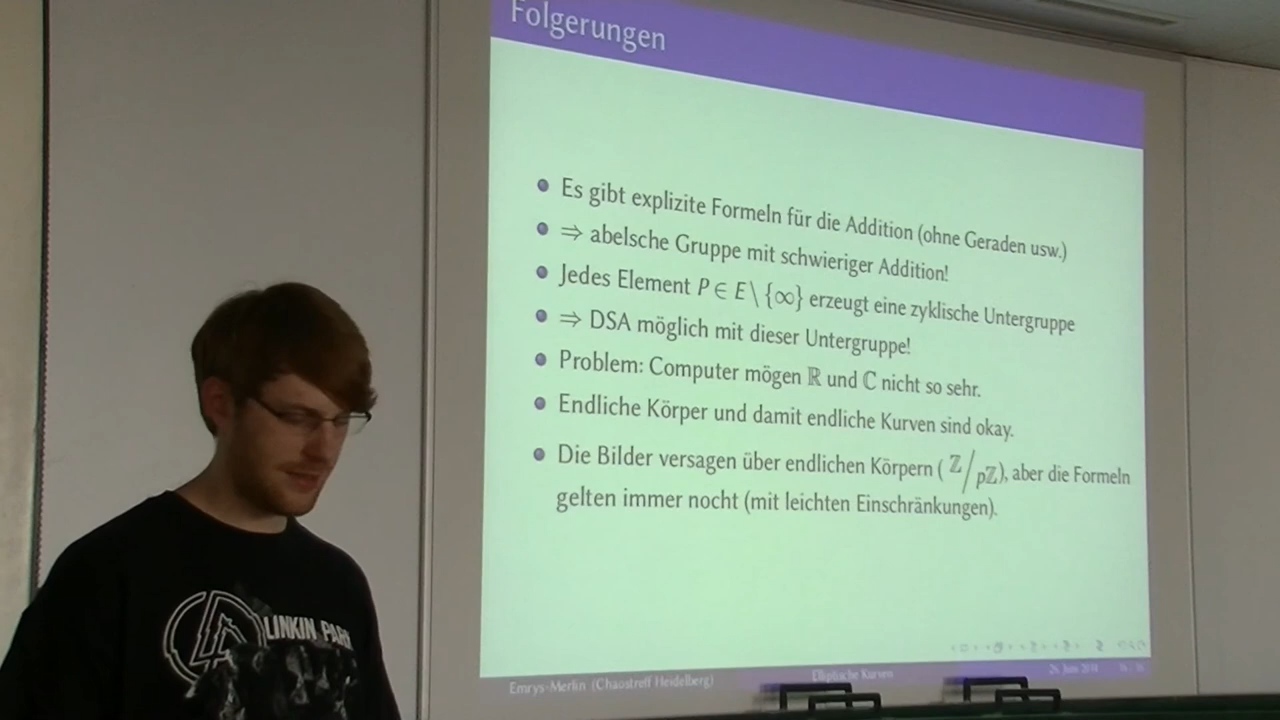 Folgerungen
Es gibt explizite Formeln für die Addition (ohne Geraden usw.)
⇒ abelsche Gruppe mit schwieriger Addition!
Jedes Element P ∈ E \ {∞} erzeugt eine zyklische Untergruppe
⇒ DSA möglich mit dieser Untergruppe!
Problem: Computer mögen ℝ und ℂ nicht so sehr.
Endliche Körper und damit endliche Kurven sind okay.
Die Bilder versagen über endlichen Körpern ( ℤ/pℤ), aber die Formeln
gelten immer nocht (mit leichten Einschränkungen).
Emrys-Merlin (Chaostreff Heidelberg) Elliptische Kurven 26. Juni 2014
LINKIN PARK